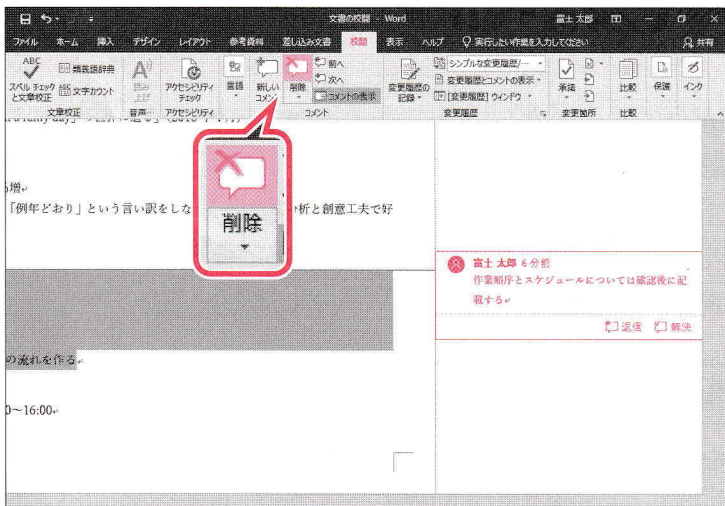 文書の校閲 - Word
富士 太郎
ファイル ホーム 挿入 デザイン レイアウト 参考資料 差し込み文書 校閲 表示 ヘルプ 実行したい作業を入力してください 共有
ABC
スペル チェックと文章校正
類義語辞典
文字カウント
文章校正
読み上げ
音声
アクセシビリティ チェック
アクセシビリティ
言語
新しいコメント
削除
前へ
次へ
コメントの表示
コメント
変更履歴の記録
シンプルな変更履歴/…
変更履歴とコメントの表示
[変更履歴] ウィンドウ
変更履歴
承諾
変更箇所
比較
比較
保護
インク
削除
「例年どおり」という言い訳をしな
析と創意工夫で好
富士 太郎 6 分前
作業順序とスケジュールについては確認後に記
載する
返信 解決
の流れを作る
0～16:00